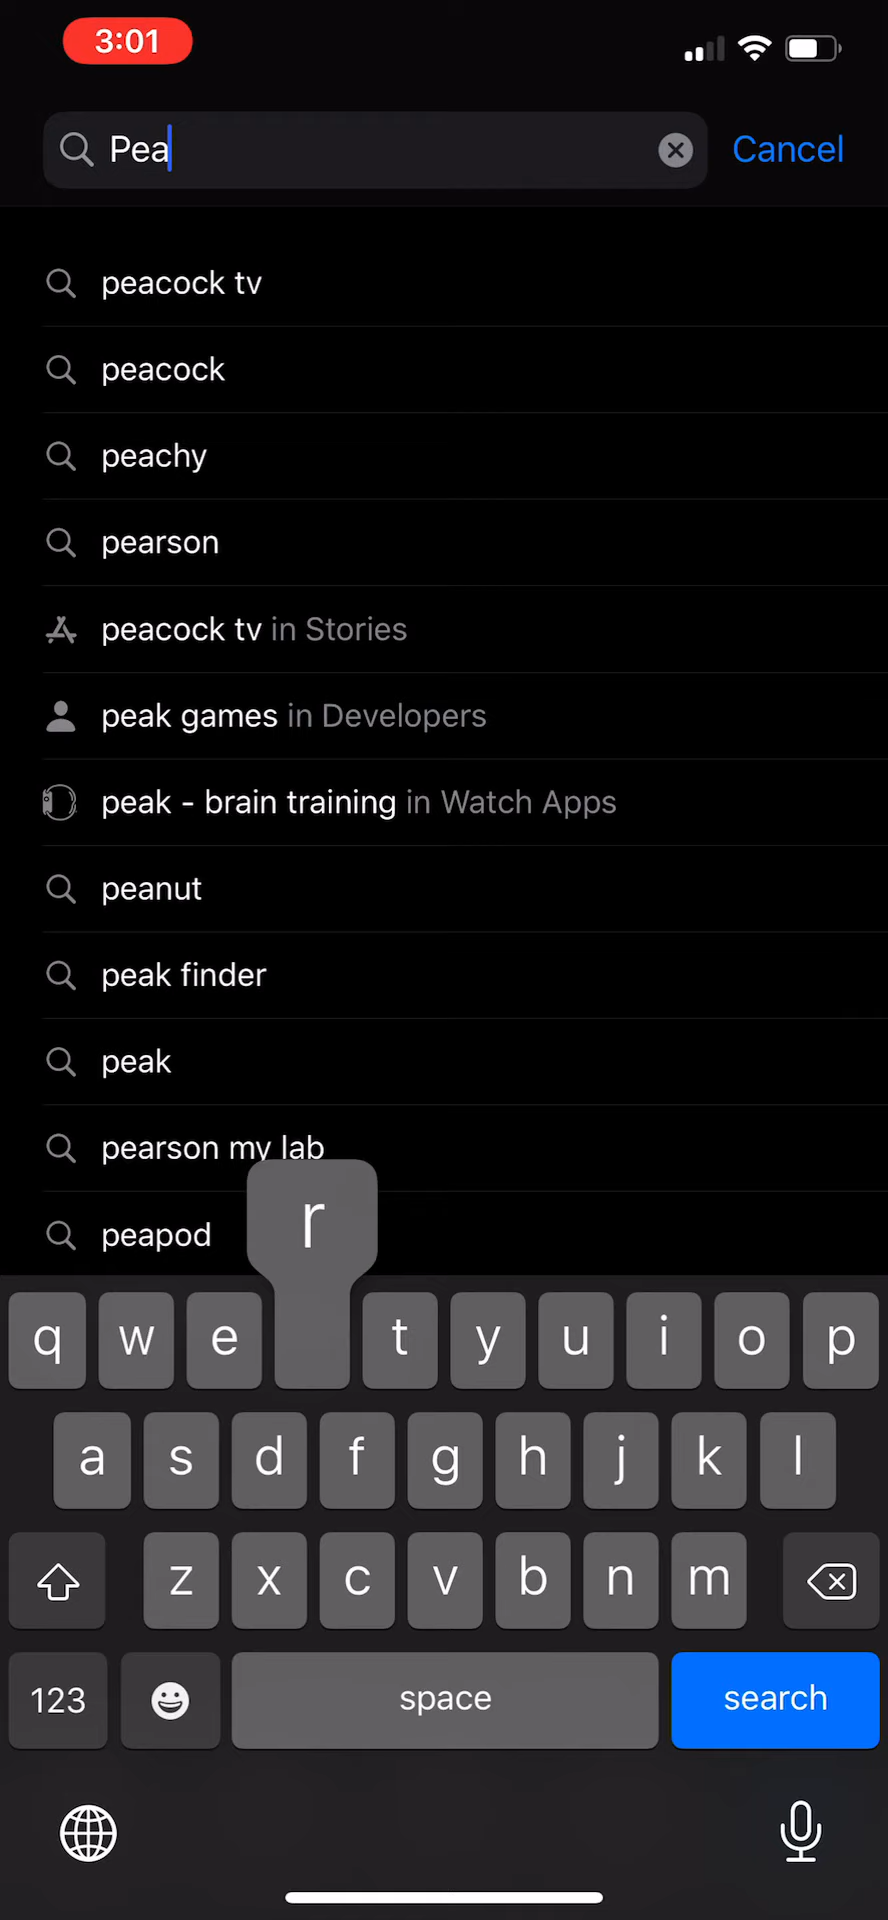 3:01
Pea
Cancel
peacock tv
peacock
peachy
pearson
peacock tv in Stories
peak games in Developers
peak - brain training in Watch Apps
peanut
peak finder
peak
pearson my lab
peapod
r
q w e t y u i o p
a s d f g h j k l
z x c v b n m
123 space search